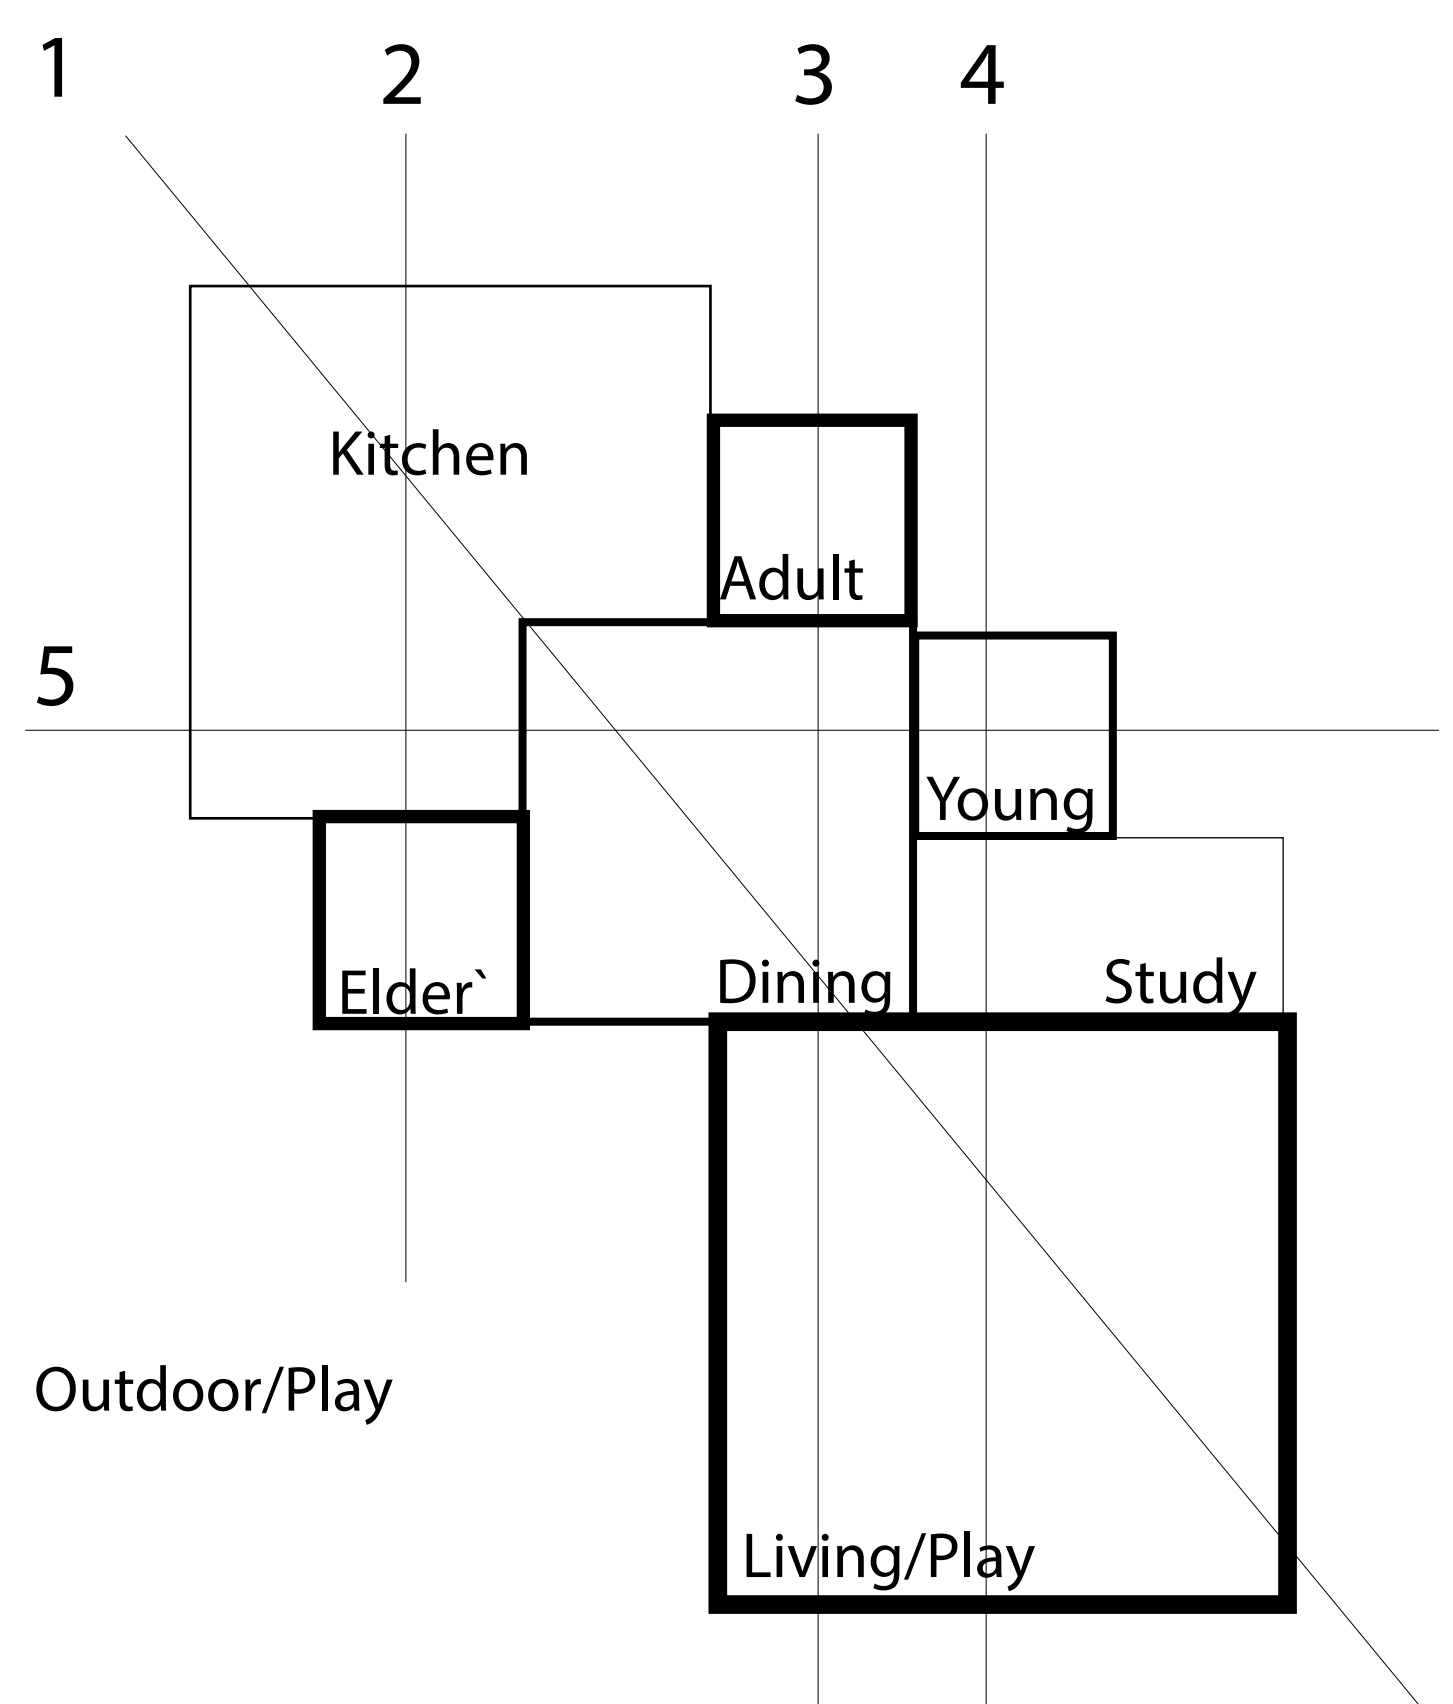 1
2
3
4
Kitchen
Adult
5
Young
Elder`
Dining
Study
Outdoor/Play
Living/Play